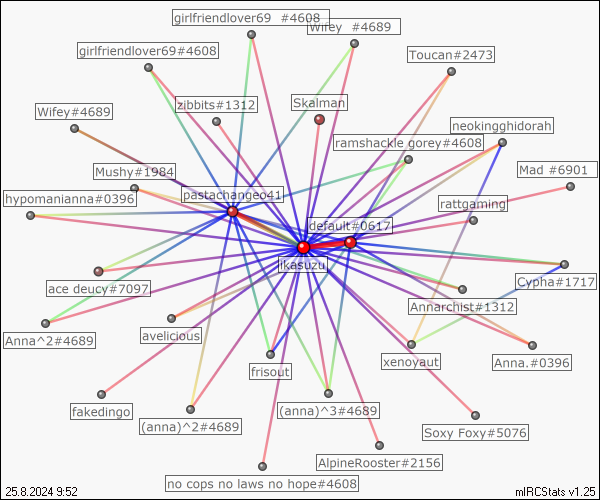 girlfriendlover69 #4608
Wifey #4689
girlfriendlover69#4608
Toucan#2473
zibbits#1312
Skalman
Wifey#4689
neokingghidorah
ramshackle gorey#4608
Mushy#1984
Mad #6901
hypomanianna#0396
pastachangeo41
rattgaming
default#0617
ikasuzu
Cypha#1717
ace deucy#7097
Annarchist#1312
Anna^2#4689
avelicious
xenoyaut
Anna.#0396
frisout
fakedingo
(anna)^2#4689
(anna)^3#4689
Soxy Foxy#5076
AlpineRooster#2156
no cops no laws no hope#4608
25.8.2024 9:52
mIRCStats v1.25